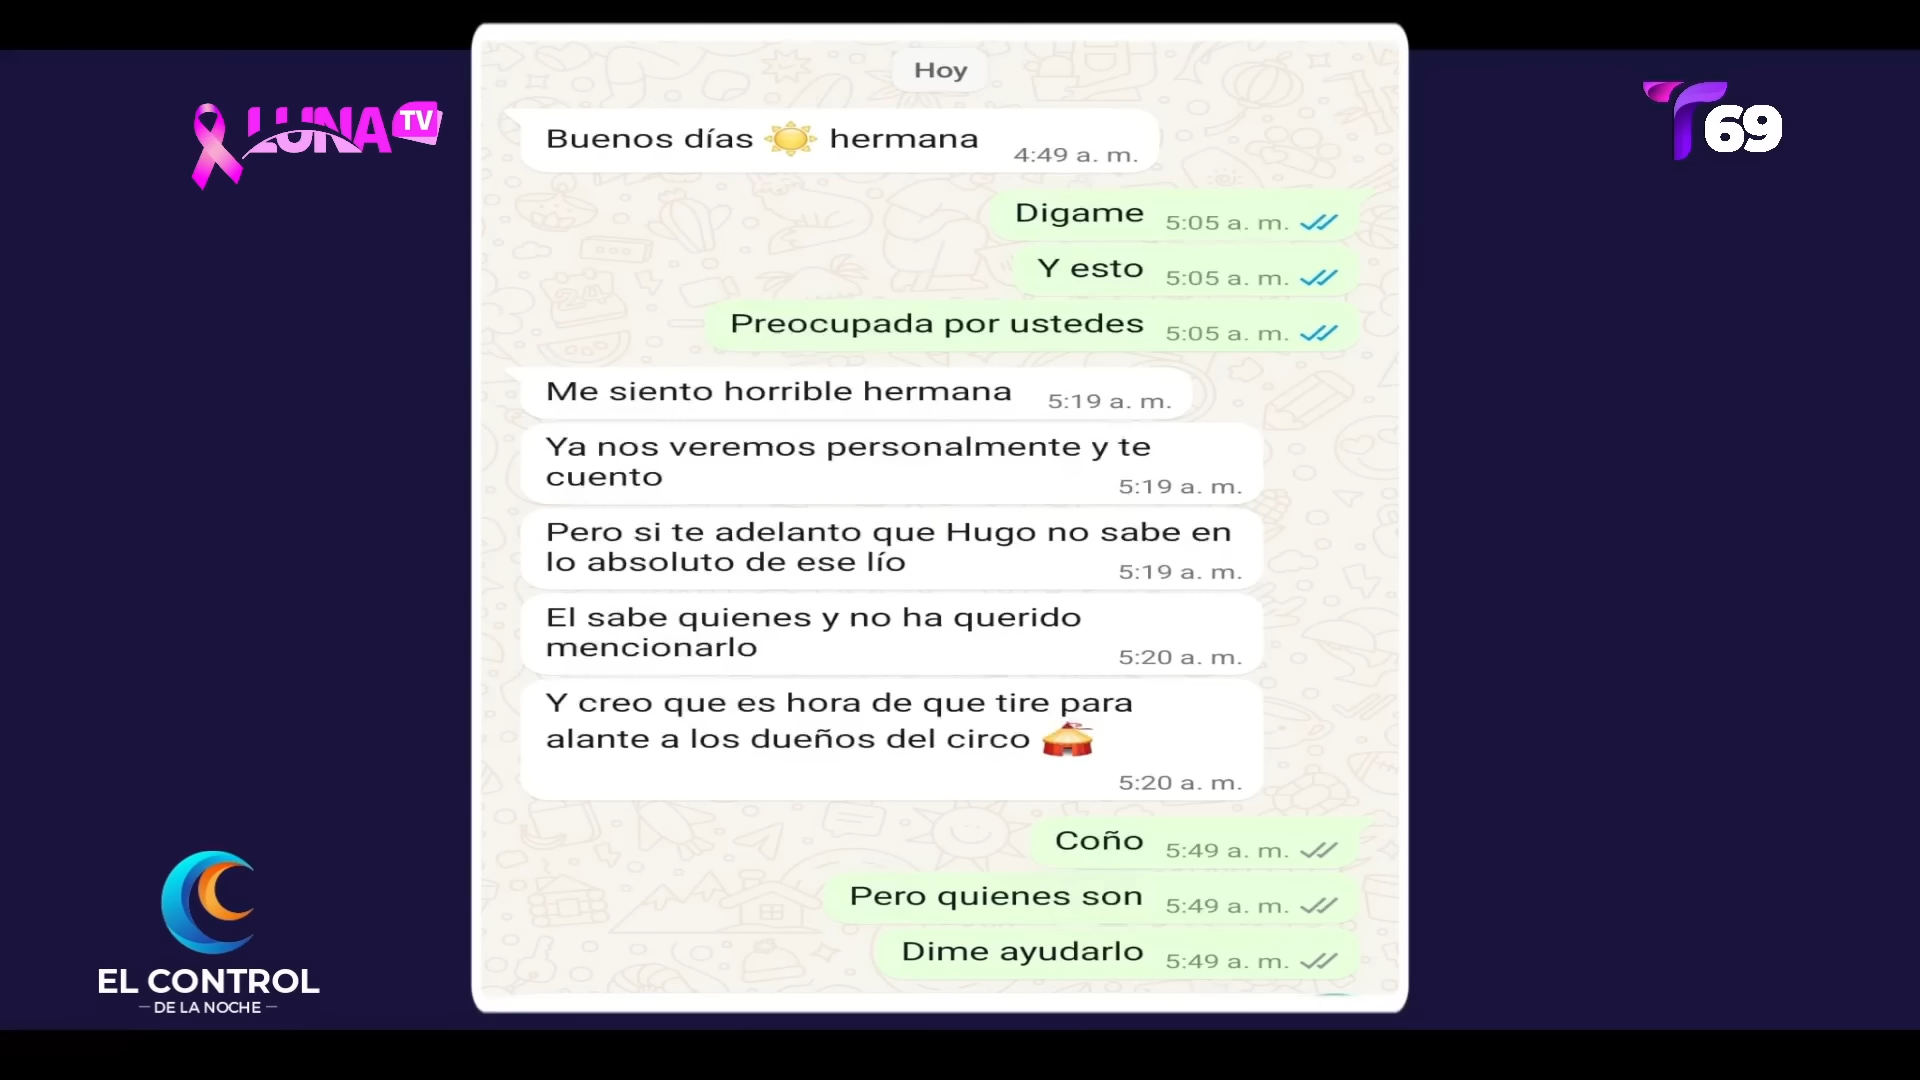 Hoy
LUNA TV
T 69
Buenos días ☀️ hermana
4:49 a. m.
Digame 5:05 a. m.
Y esto 5:05 a. m.
Preocupada por ustedes 5:05 a. m.
Me siento horrible hermana 5:19 a. m.
Ya nos veremos personalmente y te
cuento
5:19 a. m.
Pero si te adelanto que Hugo no sabe en
lo absoluto de ese lío
5:19 a. m.
El sabe quienes y no ha querido
mencionarlo
5:20 a. m.
Y creo que es hora de que tire para
alante a los dueños del circo 🎪
5:20 a. m.
Coño 5:49 a. m.
Pero quienes son 5:49 a. m.
Dime ayudarlo 5:49 a. m.
EL CONTROL
DE LA NOCHE